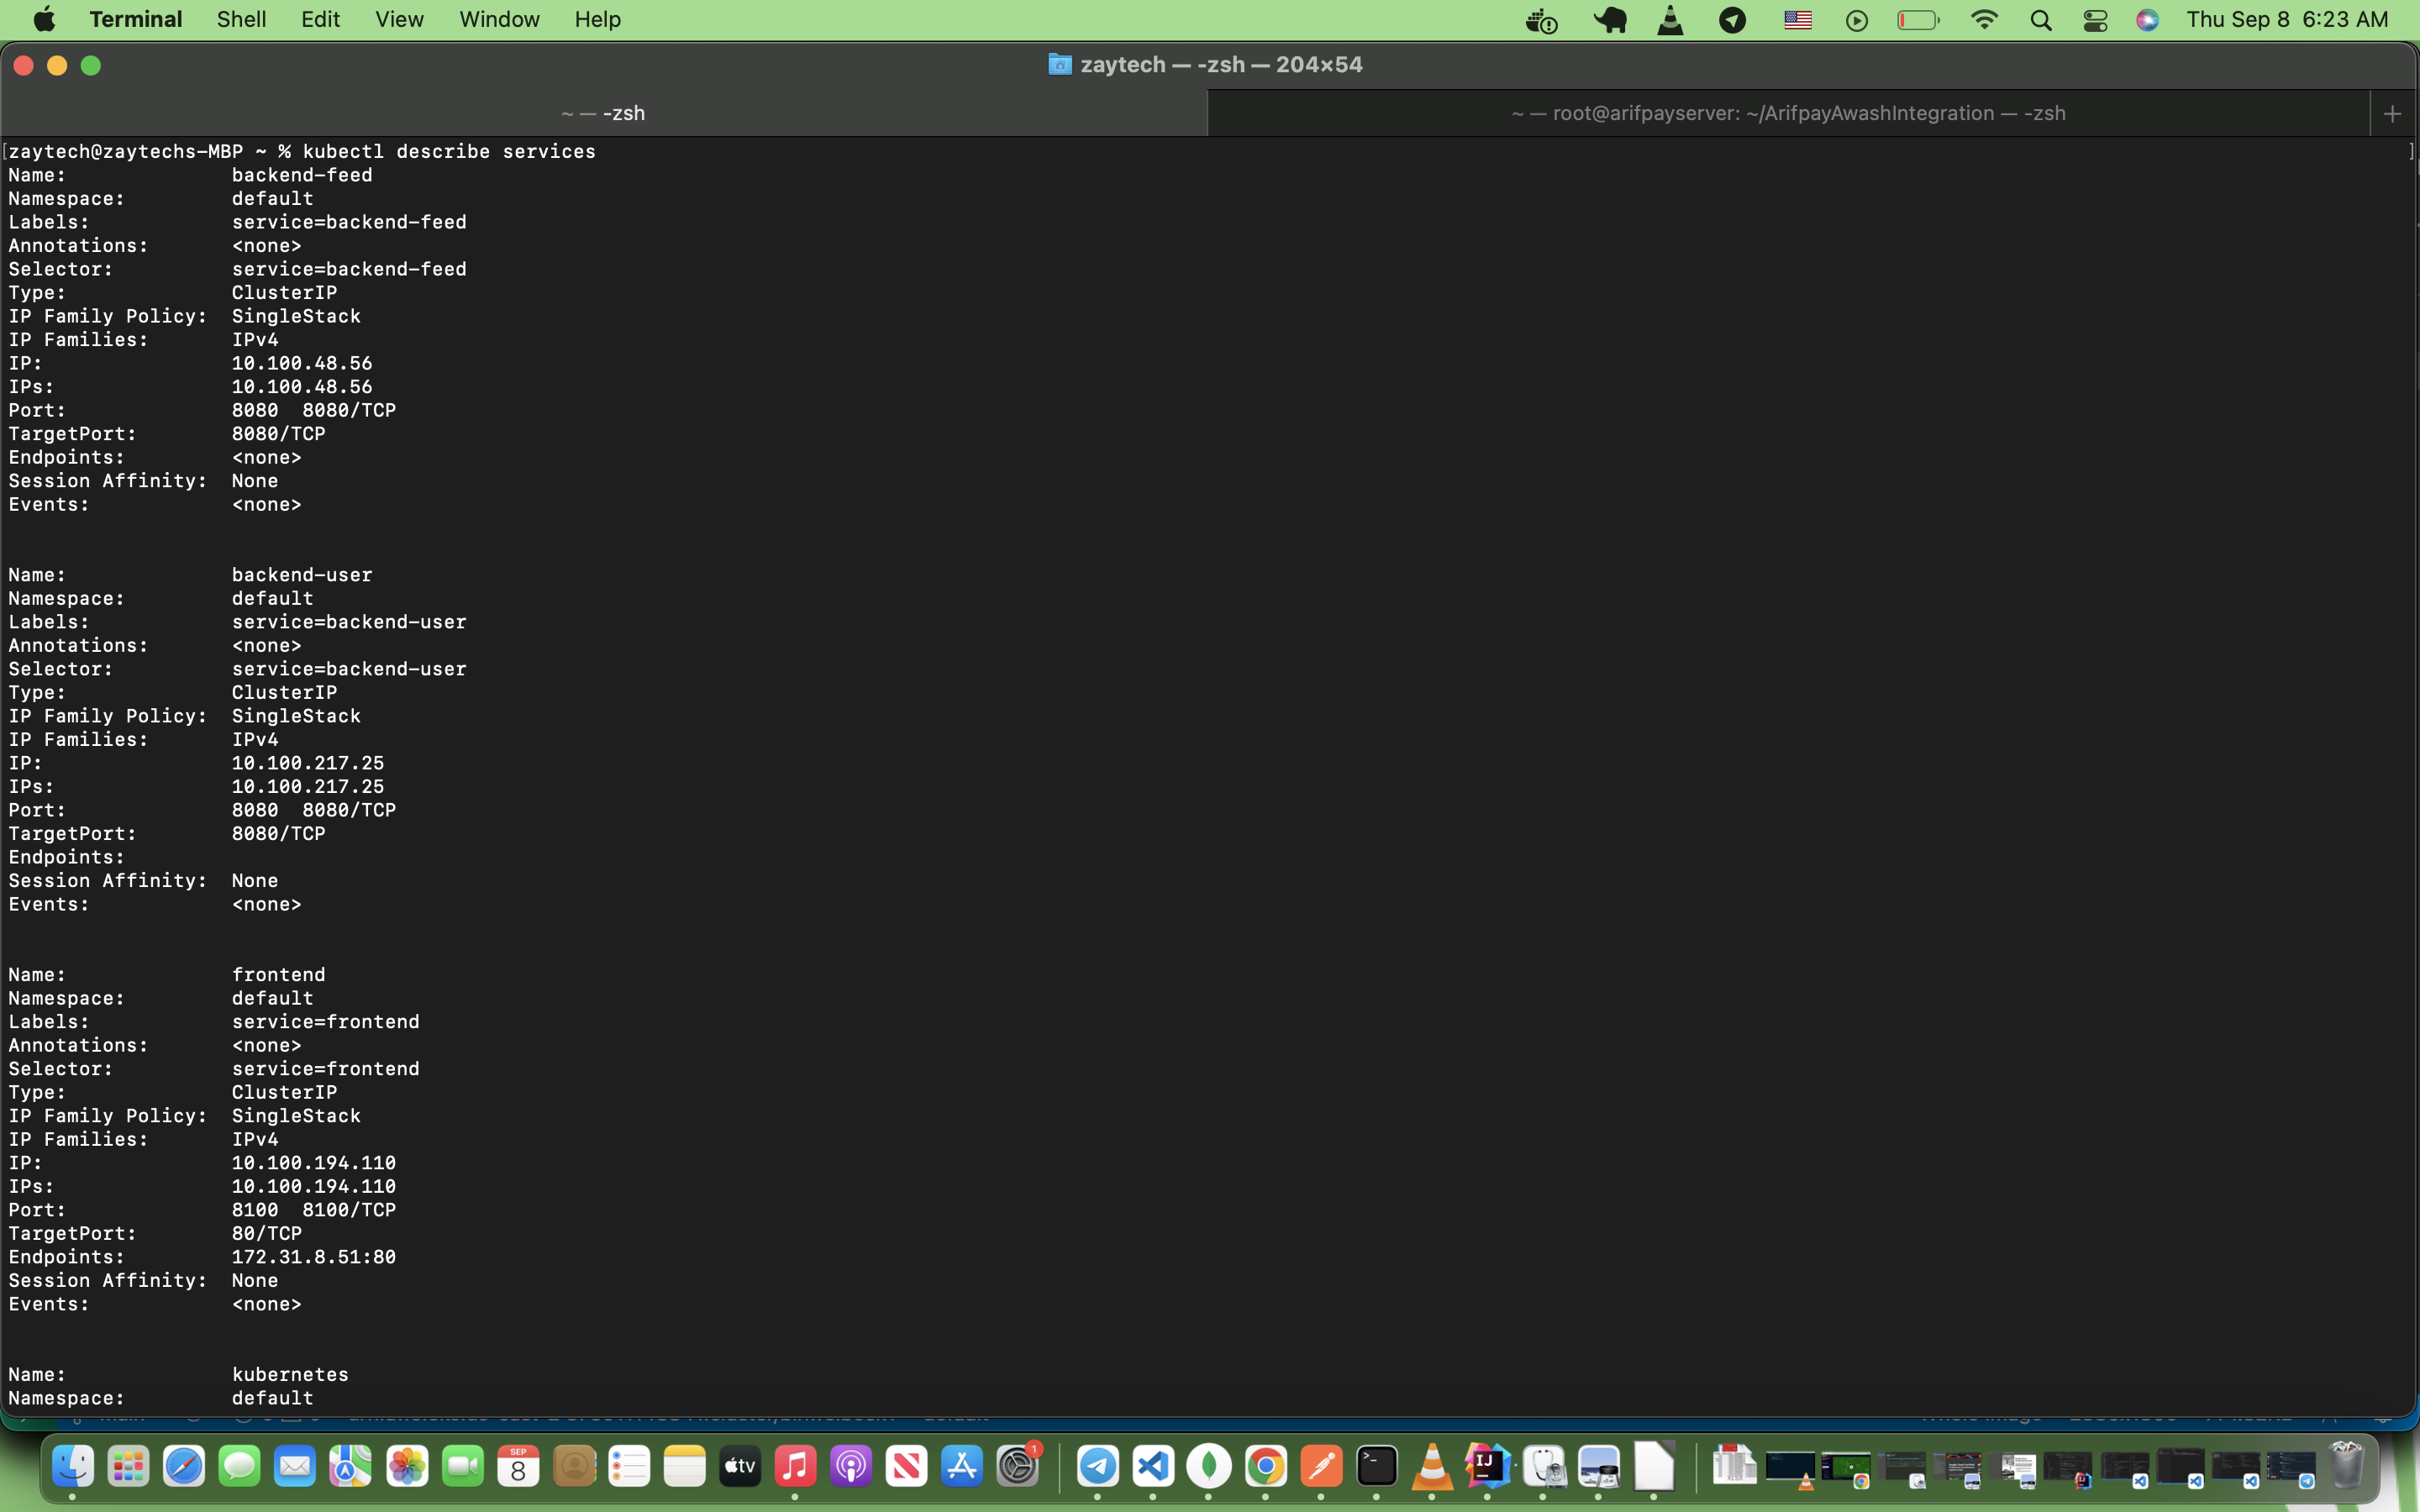 Terminal Shell Edit View Window Help Thu Sep 8 6:23 AM
zaytech — -zsh — 204×54
~ — -zsh
~ — root@arifpayserver: ~/ArifpayAwashIntegration — -zsh
[zaytech@zaytechs-MBP ~ % kubectl describe services ]
Name: backend-feed
Namespace: default
Labels: service=backend-feed
Annotations: <none>
Selector: service=backend-feed
Type: ClusterIP
IP Family Policy: SingleStack
IP Families: IPv4
IP: 10.100.48.56
IPs: 10.100.48.56
Port: 8080 8080/TCP
TargetPort: 8080/TCP
Endpoints: <none>
Session Affinity: None
Events: <none>
Name: backend-user
Namespace: default
Labels: service=backend-user
Annotations: <none>
Selector: service=backend-user
Type: ClusterIP
IP Family Policy: SingleStack
IP Families: IPv4
IP: 10.100.217.25
IPs: 10.100.217.25
Port: 8080 8080/TCP
TargetPort: 8080/TCP
Endpoints:
Session Affinity: None
Events: <none>
Name: frontend
Namespace: default
Labels: service=frontend
Annotations: <none>
Selector: service=frontend
Type: ClusterIP
IP Family Policy: SingleStack
IP Families: IPv4
IP: 10.100.194.110
IPs: 10.100.194.110
Port: 8100 8100/TCP
TargetPort: 80/TCP
Endpoints: 172.31.8.51:80
Session Affinity: None
Events: <none>
Name: kubernetes
Namespace: default
SEP
8
tv
1
IJ